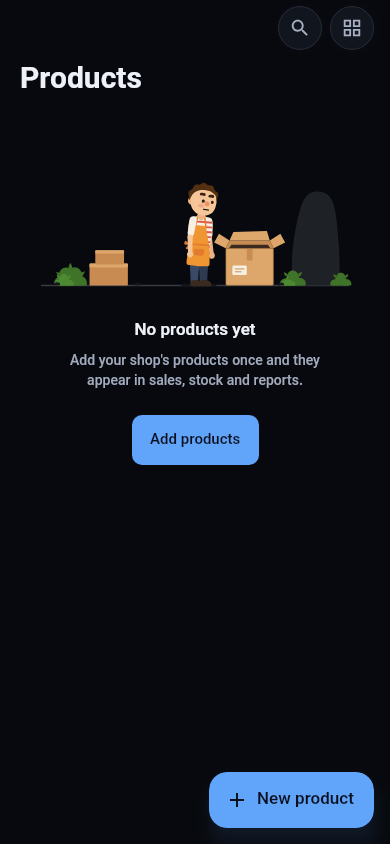 Products
No products yet
Add your shop's products once and they
appear in sales, stock and reports.
Add products
New product